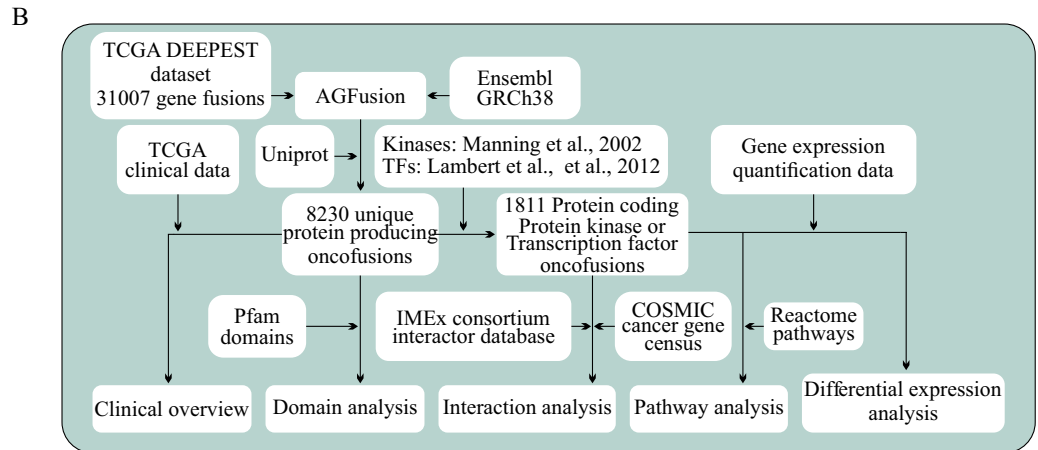 B
TCGA DEEPEST
dataset
31007 gene fusions
AGFusion
Ensembl
GRCh38
TCGA
clinical data
Uniprot
Kinases: Manning et al., 2002
TFs: Lambert et al., et al., 2012
Gene expression
quantification data
8230 unique
protein producing
oncofusions
1811 Protein coding
Protein kinase or
Transcription factor
oncofusions
Pfam
domains
IMEx consortium
interactor database
COSMIC
cancer gene
census
Reactome
pathways
Clinical overview
Domain analysis
Interaction analysis
Pathway analysis
Differential expression
analysis